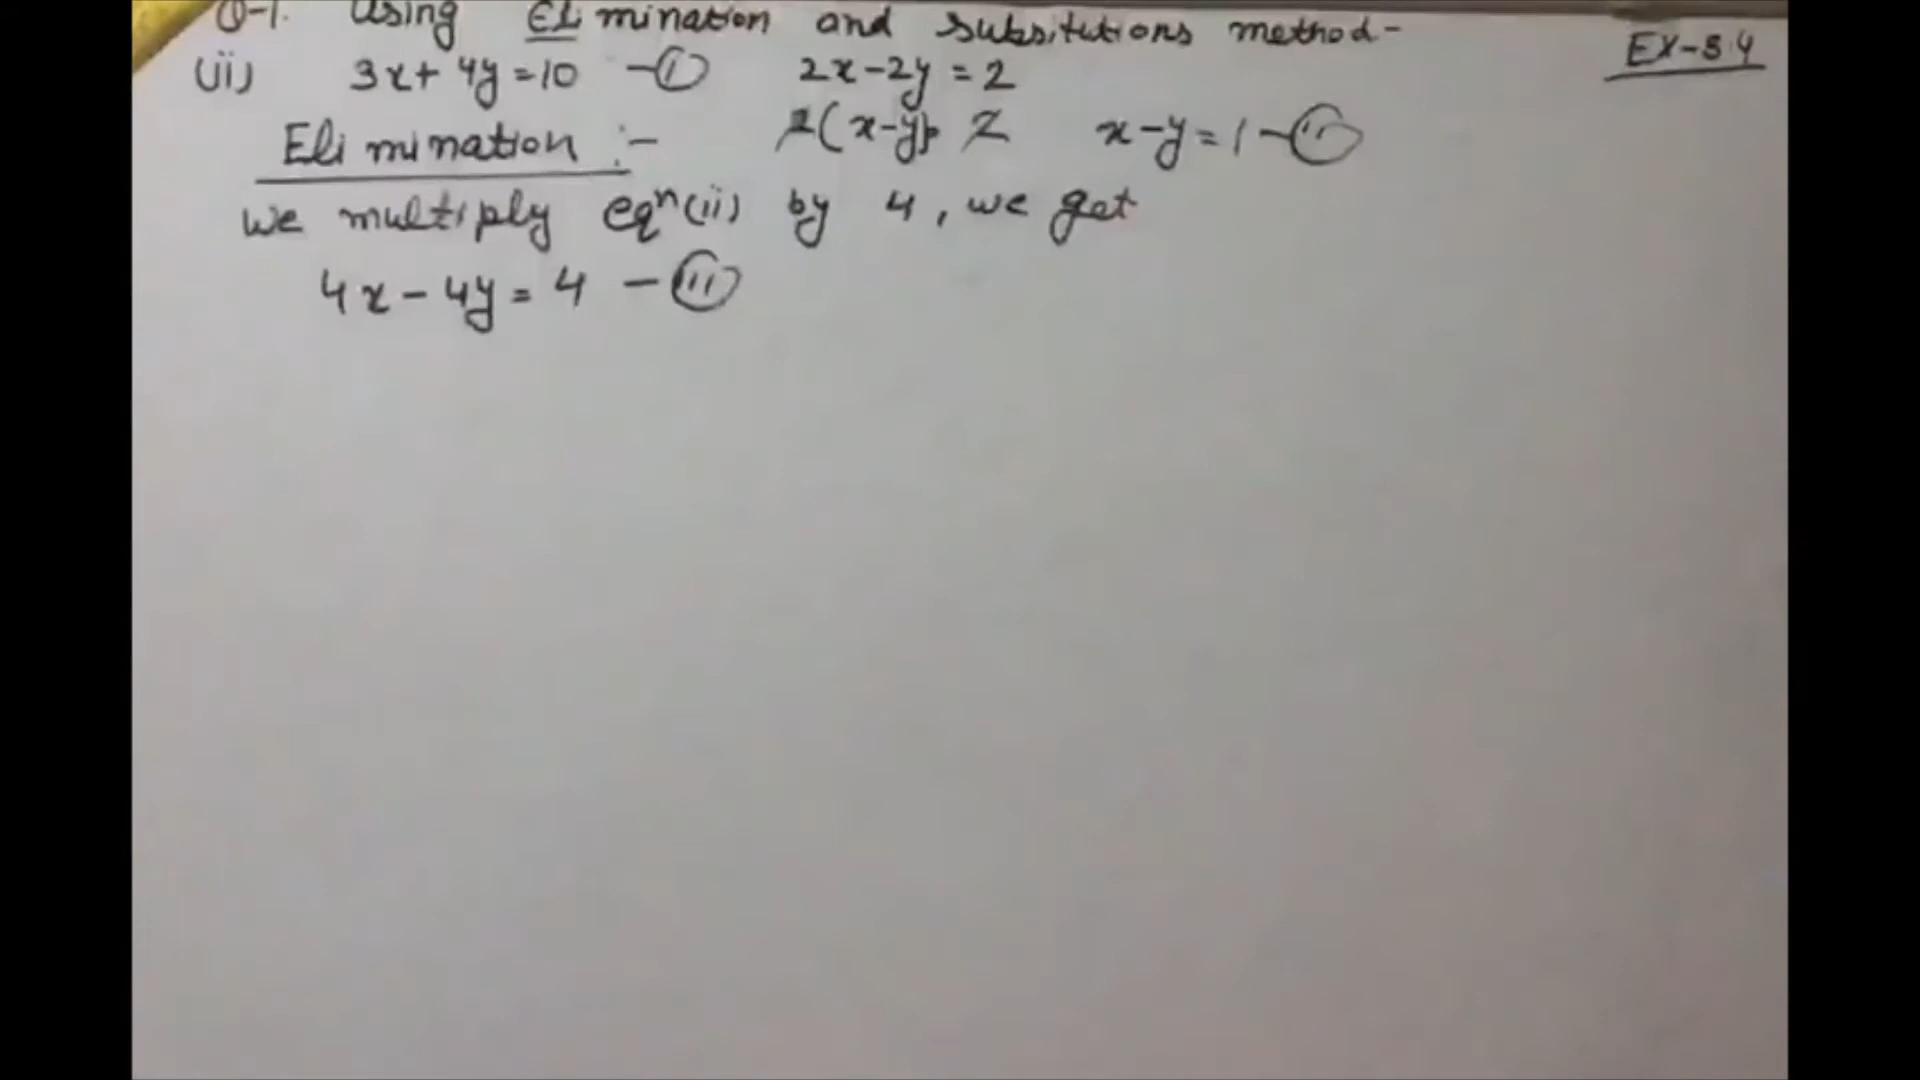 Q-1. Using Elimination and subsitutions method-
EX-3.4
(ii) 3x+4y=10 -(i) 2x-2y=2
Elimination :- 2(x-y)=2 x-y=1-(ii)
we multiply eqⁿ(ii) by 4, we get
4x-4y=4 -(iii)